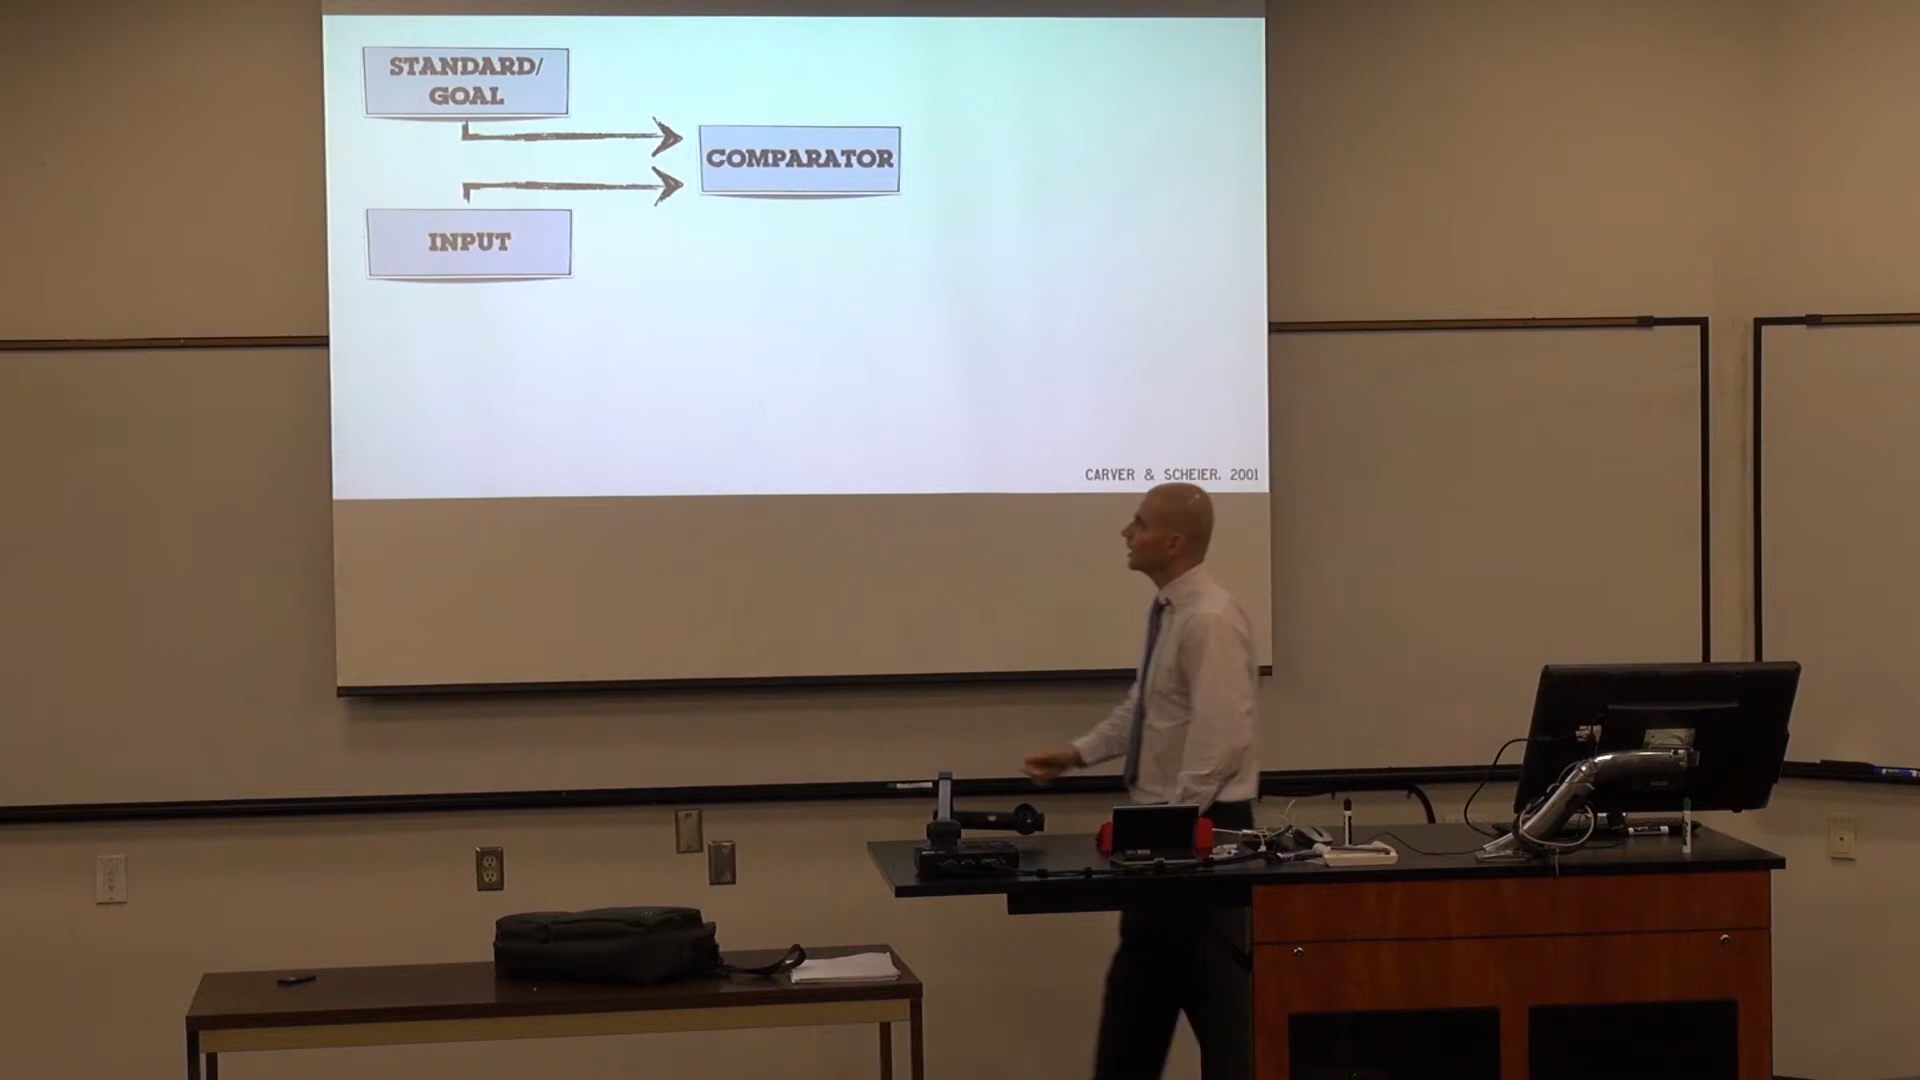 STANDARD/
GOAL
COMPARATOR
INPUT
CARVER & SCHEIER, 2001